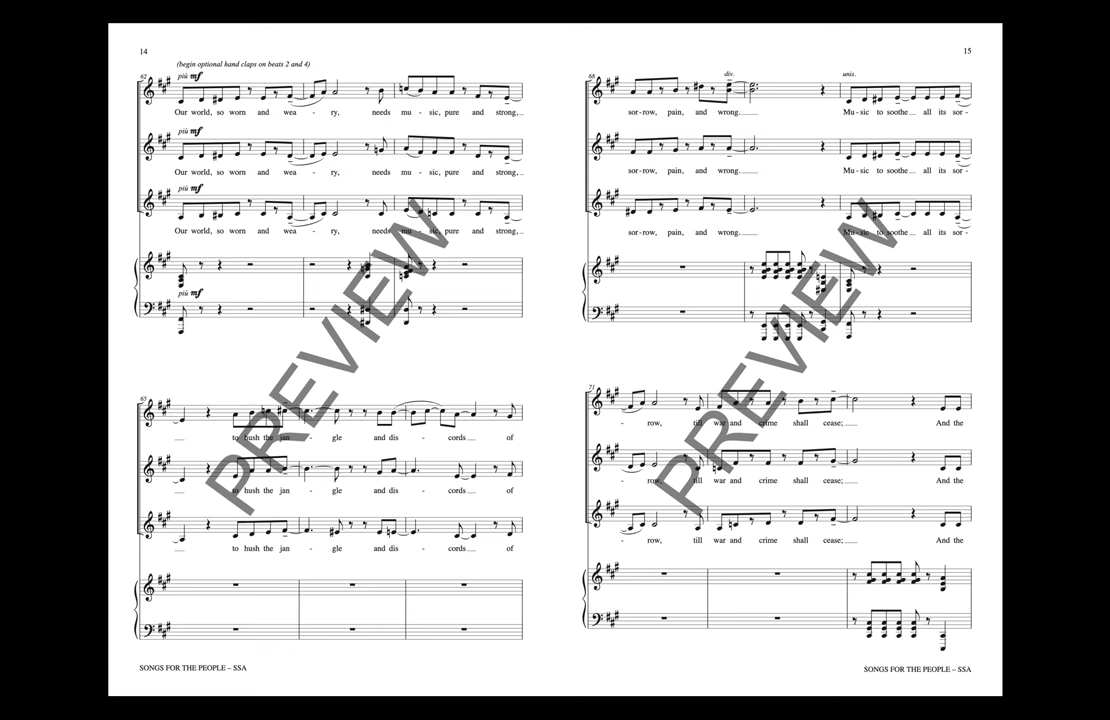 14
(begin optional hand claps on beats 2 and 4)
62
più mf
Our world, so worn and wea - ry, needs mu - sic, pure and strong,
più mf
Our world, so worn and wea - ry, needs mu - sic, pure and strong,
più mf
Our world, so worn and wea - ry, needs mu - sic, pure and strong,
più mf
65
to hush the jan - gle and dis - cords of
to hush the jan - gle and dis - cords of
to hush the jan - gle and dis - cords of
SONGS FOR THE PEOPLE – SSA
PREVIEW
15
68
div.
unis.
sor - row, pain, and wrong. Mu - sic to soothe all its sor -
sor - row, pain, and wrong. Mu - sic to soothe all its sor -
sor - row, pain, and wrong. Mu - sic to soothe all its sor -
71
- row, till war and crime shall cease; And the
- row, till war and crime shall cease; And the
- row, till war and crime shall cease; And the
SONGS FOR THE PEOPLE – SSA
PREVIEW